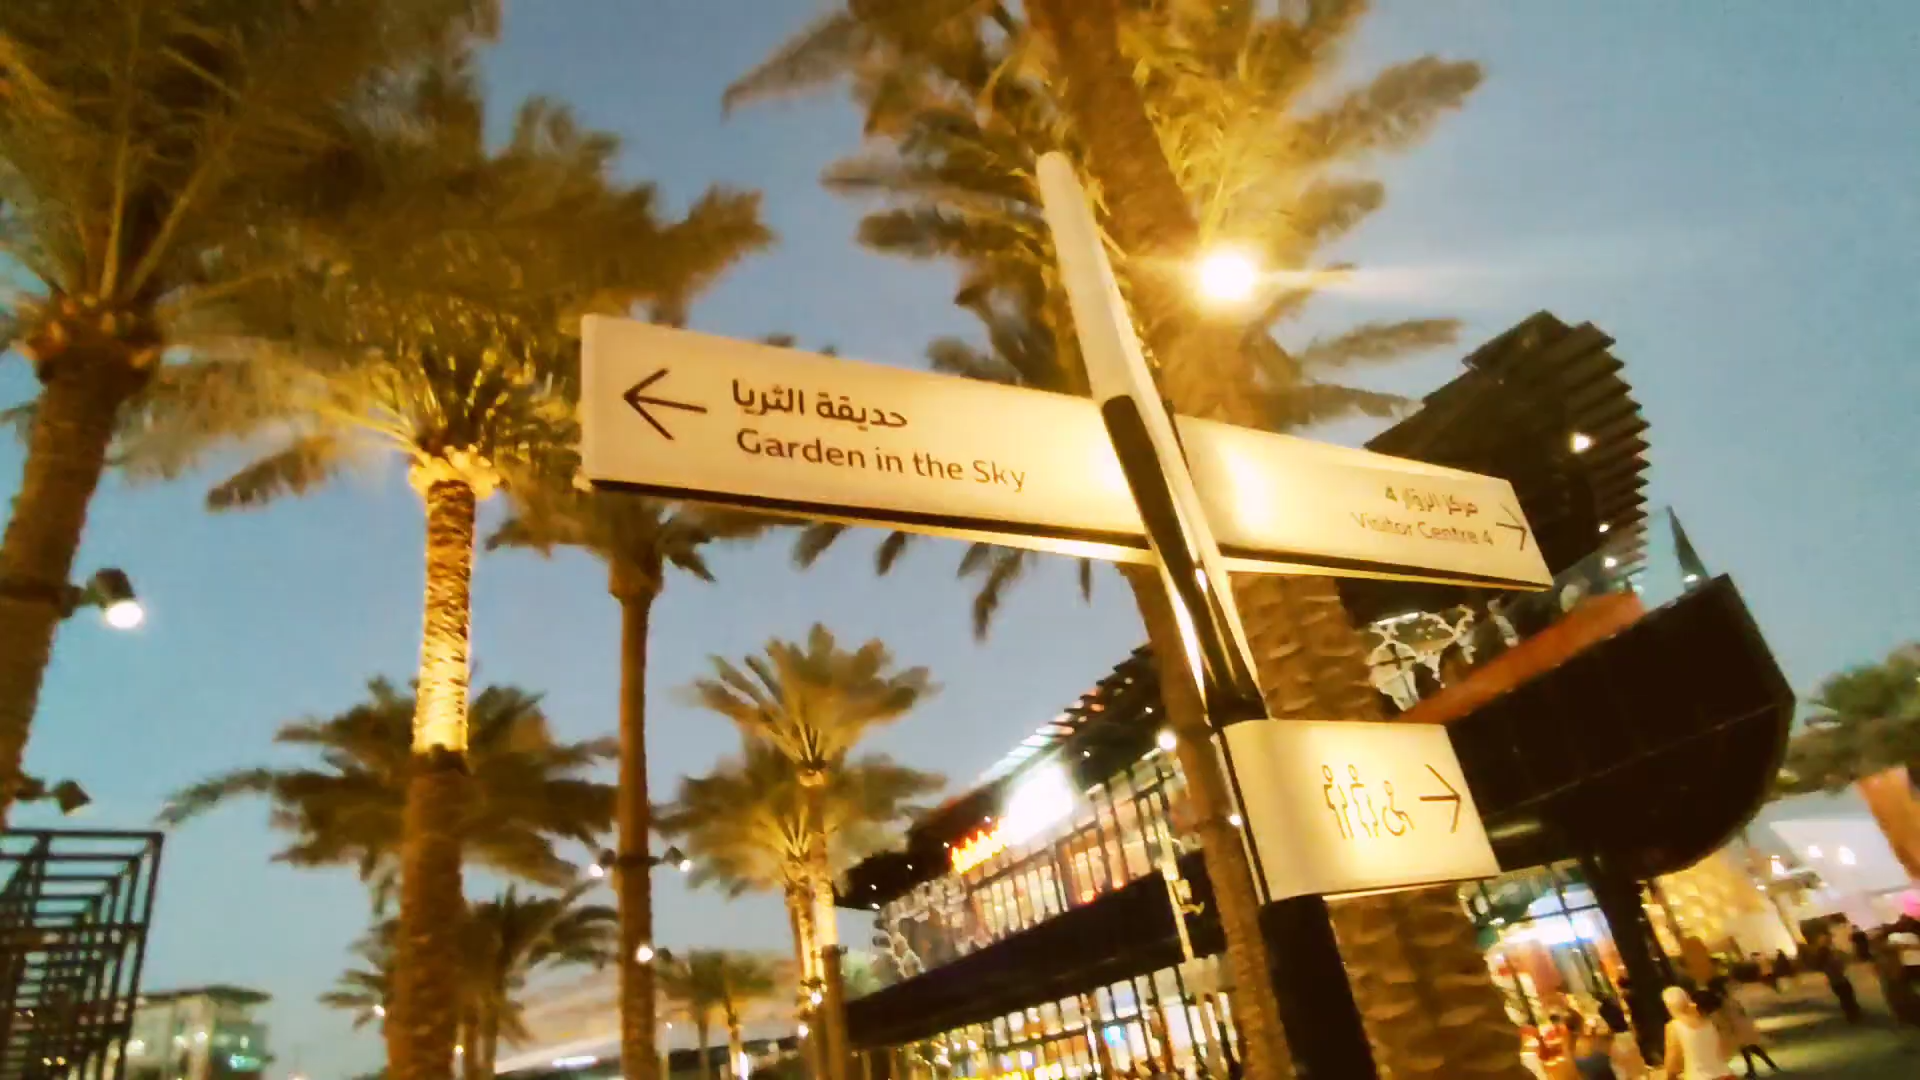 حديقة الثريا
Garden in the Sky
مركز الزوار 4
Visitor Centre 4